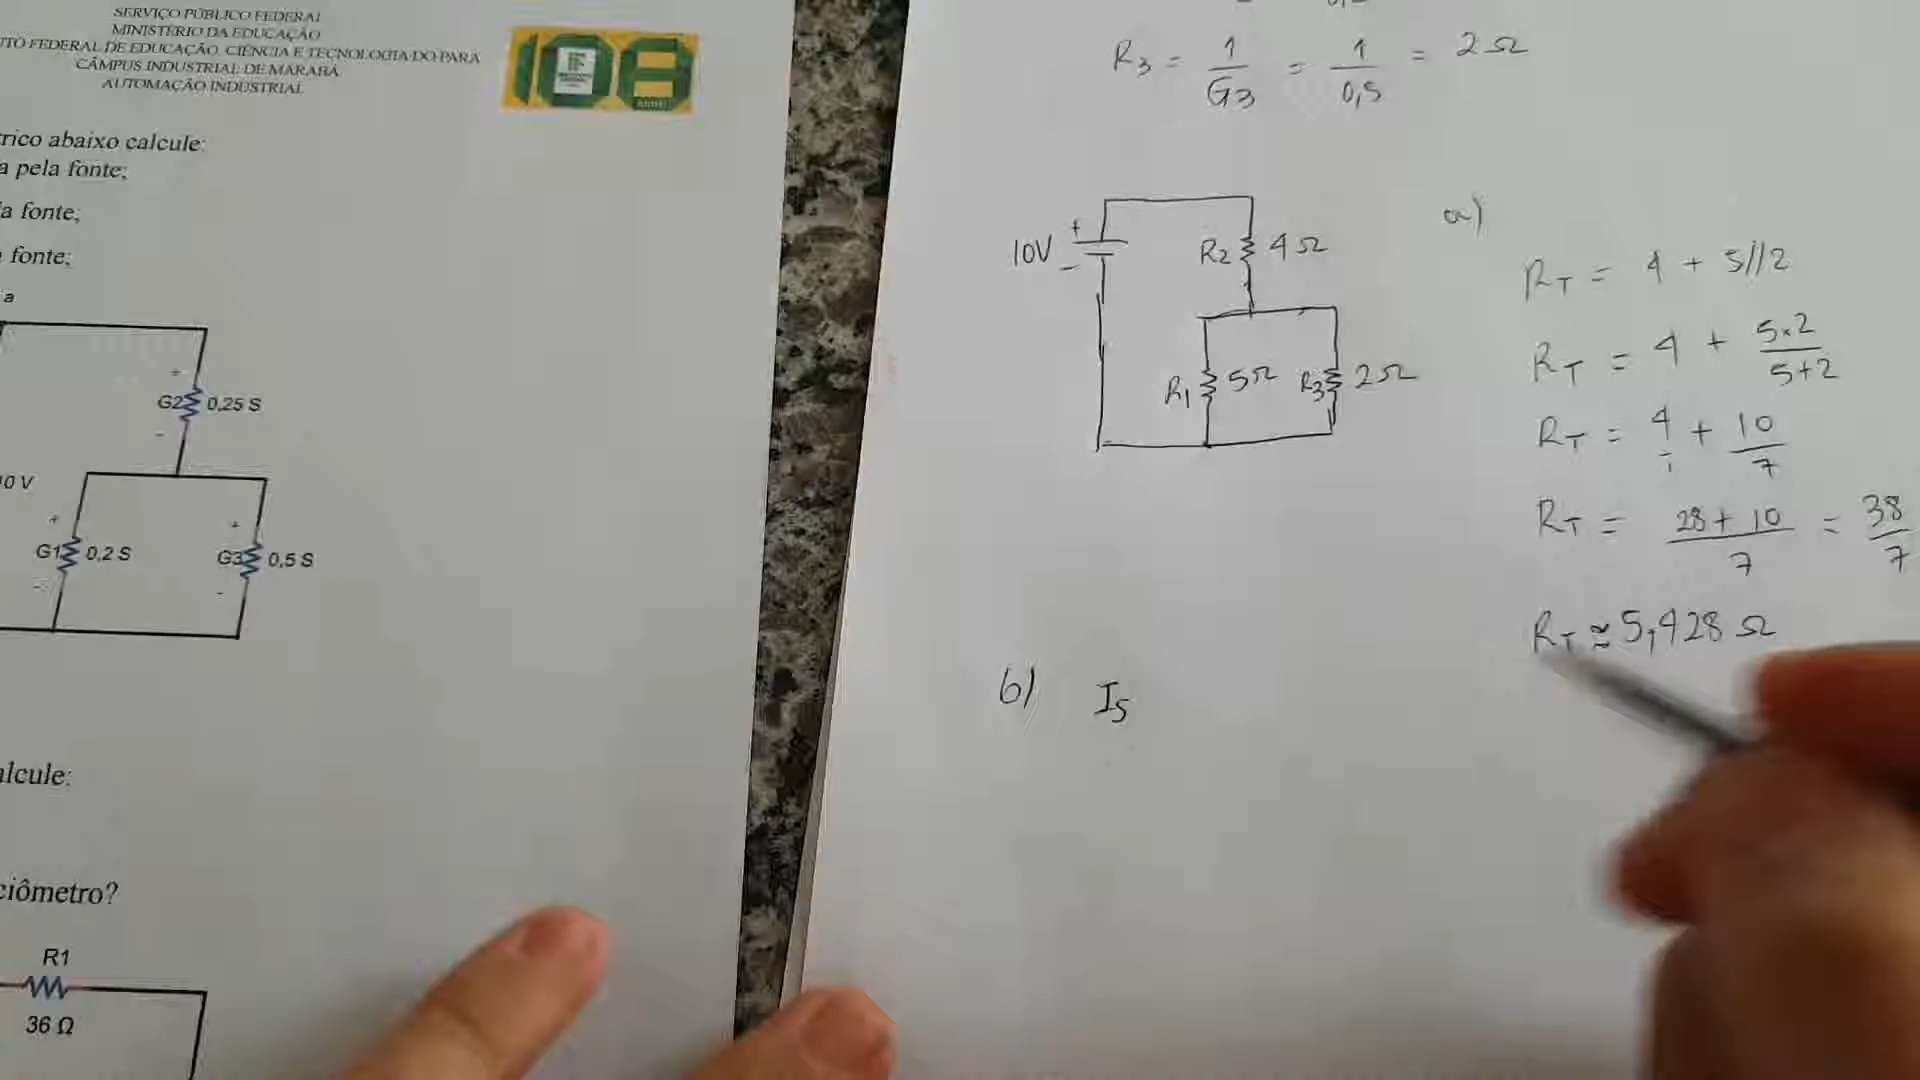 SERVIÇO PÚBLICO FEDERAL
MINISTÉRIO DA EDUCAÇÃO
TO FEDERAL DE EDUCAÇÃO, CIÊNCIA E TECNOLOGIA DO PARÁ
CÂMPUS INDUSTRIAL DE MARABÁ
AUTOMAÇÃO INDUSTRIAL
108
rico abaixo calcule:
a pela fonte;
a fonte;
fonte;
a
+
G2 0,25 S
-
0 V
+ +
G1 0,2 S G3 0,5 S
- -
alcule:
ciômetro?
R1
36 Ω
R3 = 1/G3 = 1/0,5 = 2Ω
10V + -
R2 4Ω
R1 5Ω R3 2Ω
a)
RT = 4 + 5//2
RT = 4 + 5×2/5+2
RT = 4 + 10/7
RT = 28 + 10/7 = 38/7
RT ≈ 5,428 Ω
b) Is